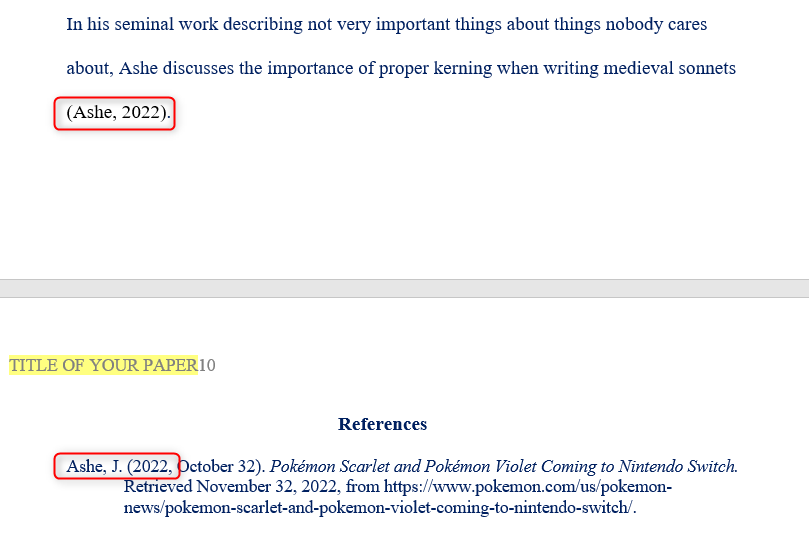 In his seminal work describing not very important things about things nobody cares
about, Ashe discusses the importance of proper kerning when writing medieval sonnets
(Ashe, 2022).
TITLE OF YOUR PAPER10
References
Ashe, J. (2022, October 32). Pokémon Scarlet and Pokémon Violet Coming to Nintendo Switch.
Retrieved November 32, 2022, from https://www.pokemon.com/us/pokemon-
news/pokemon-scarlet-and-pokemon-violet-coming-to-nintendo-switch/.